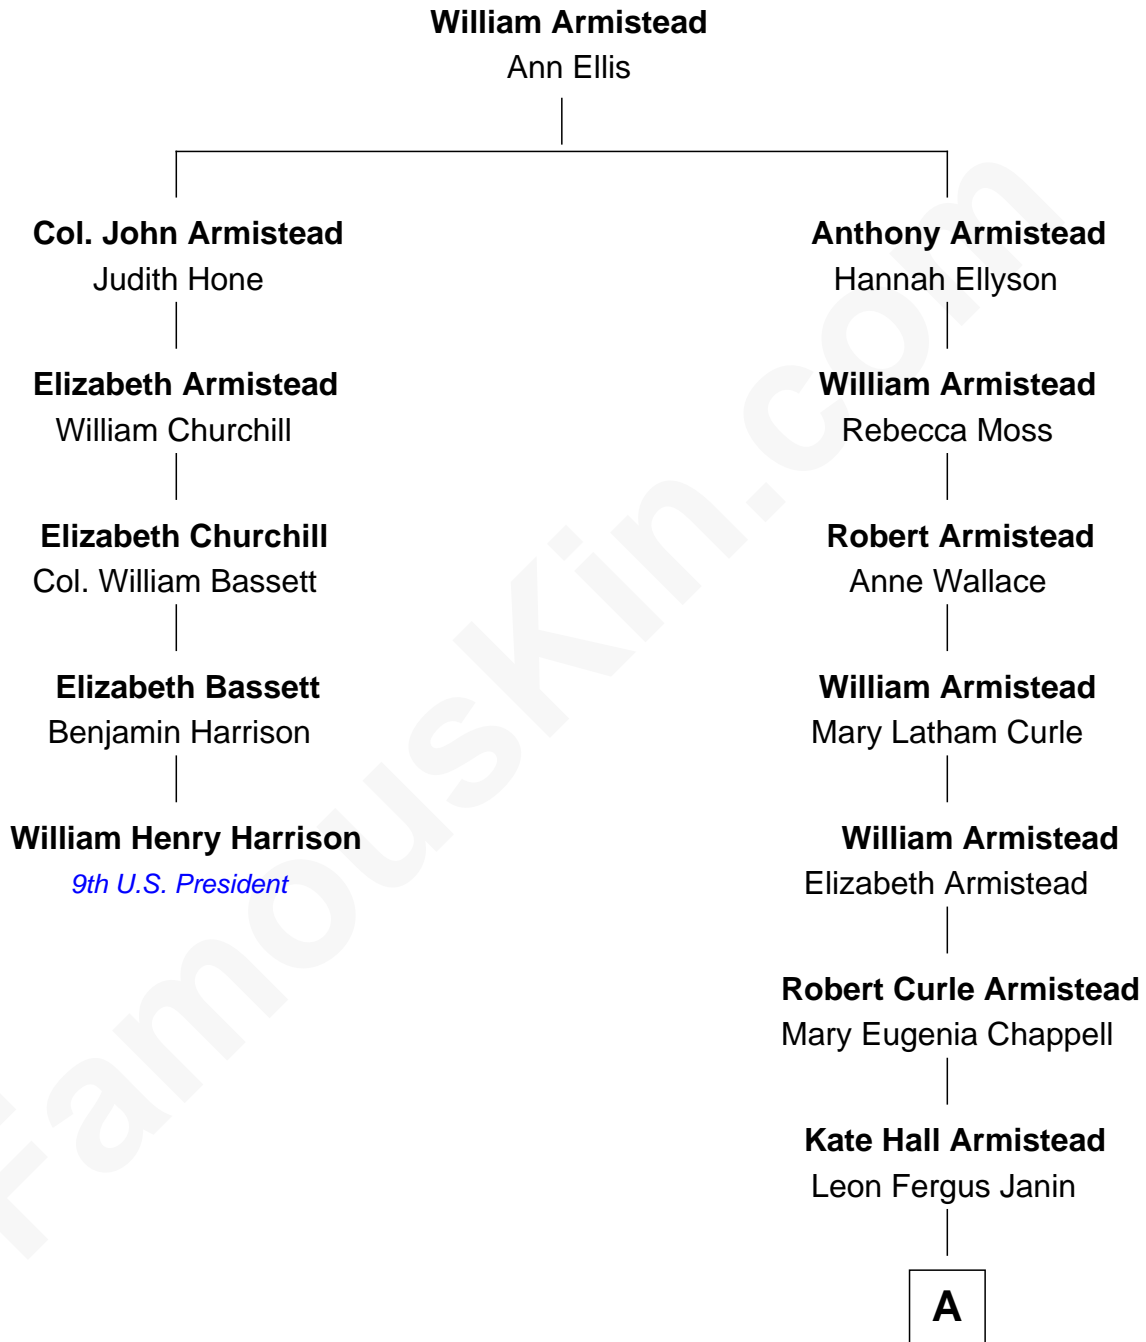 William Armistead
Ann Ellis
Col. John Armistead
Judith Hone
Elizabeth Armistead
William Churchill
Elizabeth Churchill
Col. William Bassett
Elizabeth Bassett
Benjamin Harrison
William Henry Harrison
9th U.S. President
Anthony Armistead
Hannah Ellyson
William Armistead
Rebecca Moss
Robert Armistead
Anne Wallace
William Armistead
Mary Latham Curle
William Armistead
Elizabeth Armistead
Robert Curle Armistead
Mary Eugenia Chappell
Kate Hall Armistead
Leon Fergus Janin
A
FamousKin.com